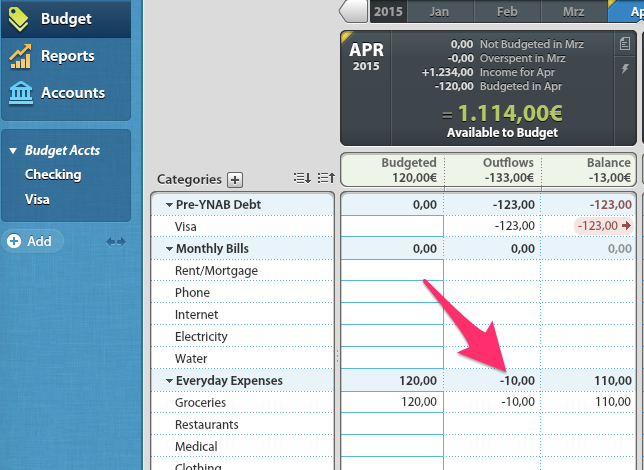 Budget
Reports
Accounts
Budget Accts
Checking
Visa
Add
2015 Jan Feb Mrz
APR
2015
0,00 Not Budgeted in Mrz
-0,00 Overspent in Mrz
+1.234,00 Income for Apr
-120,00 Budgeted in Apr
= 1.114,00€
Available to Budget
Categories +
Budgeted Outflows Balance
120,00€ -133,00€ -13,00€
Pre-YNAB Debt 0,00 -123,00 -123,00
Visa -123,00 -123,00
Monthly Bills 0,00 0,00 0,00
Rent/Mortgage
Phone
Internet
Electricity
Water
Everyday Expenses 120,00 -10,00 110,00
Groceries 120,00 -10,00 110,00
Restaurants
Medical
Clothing